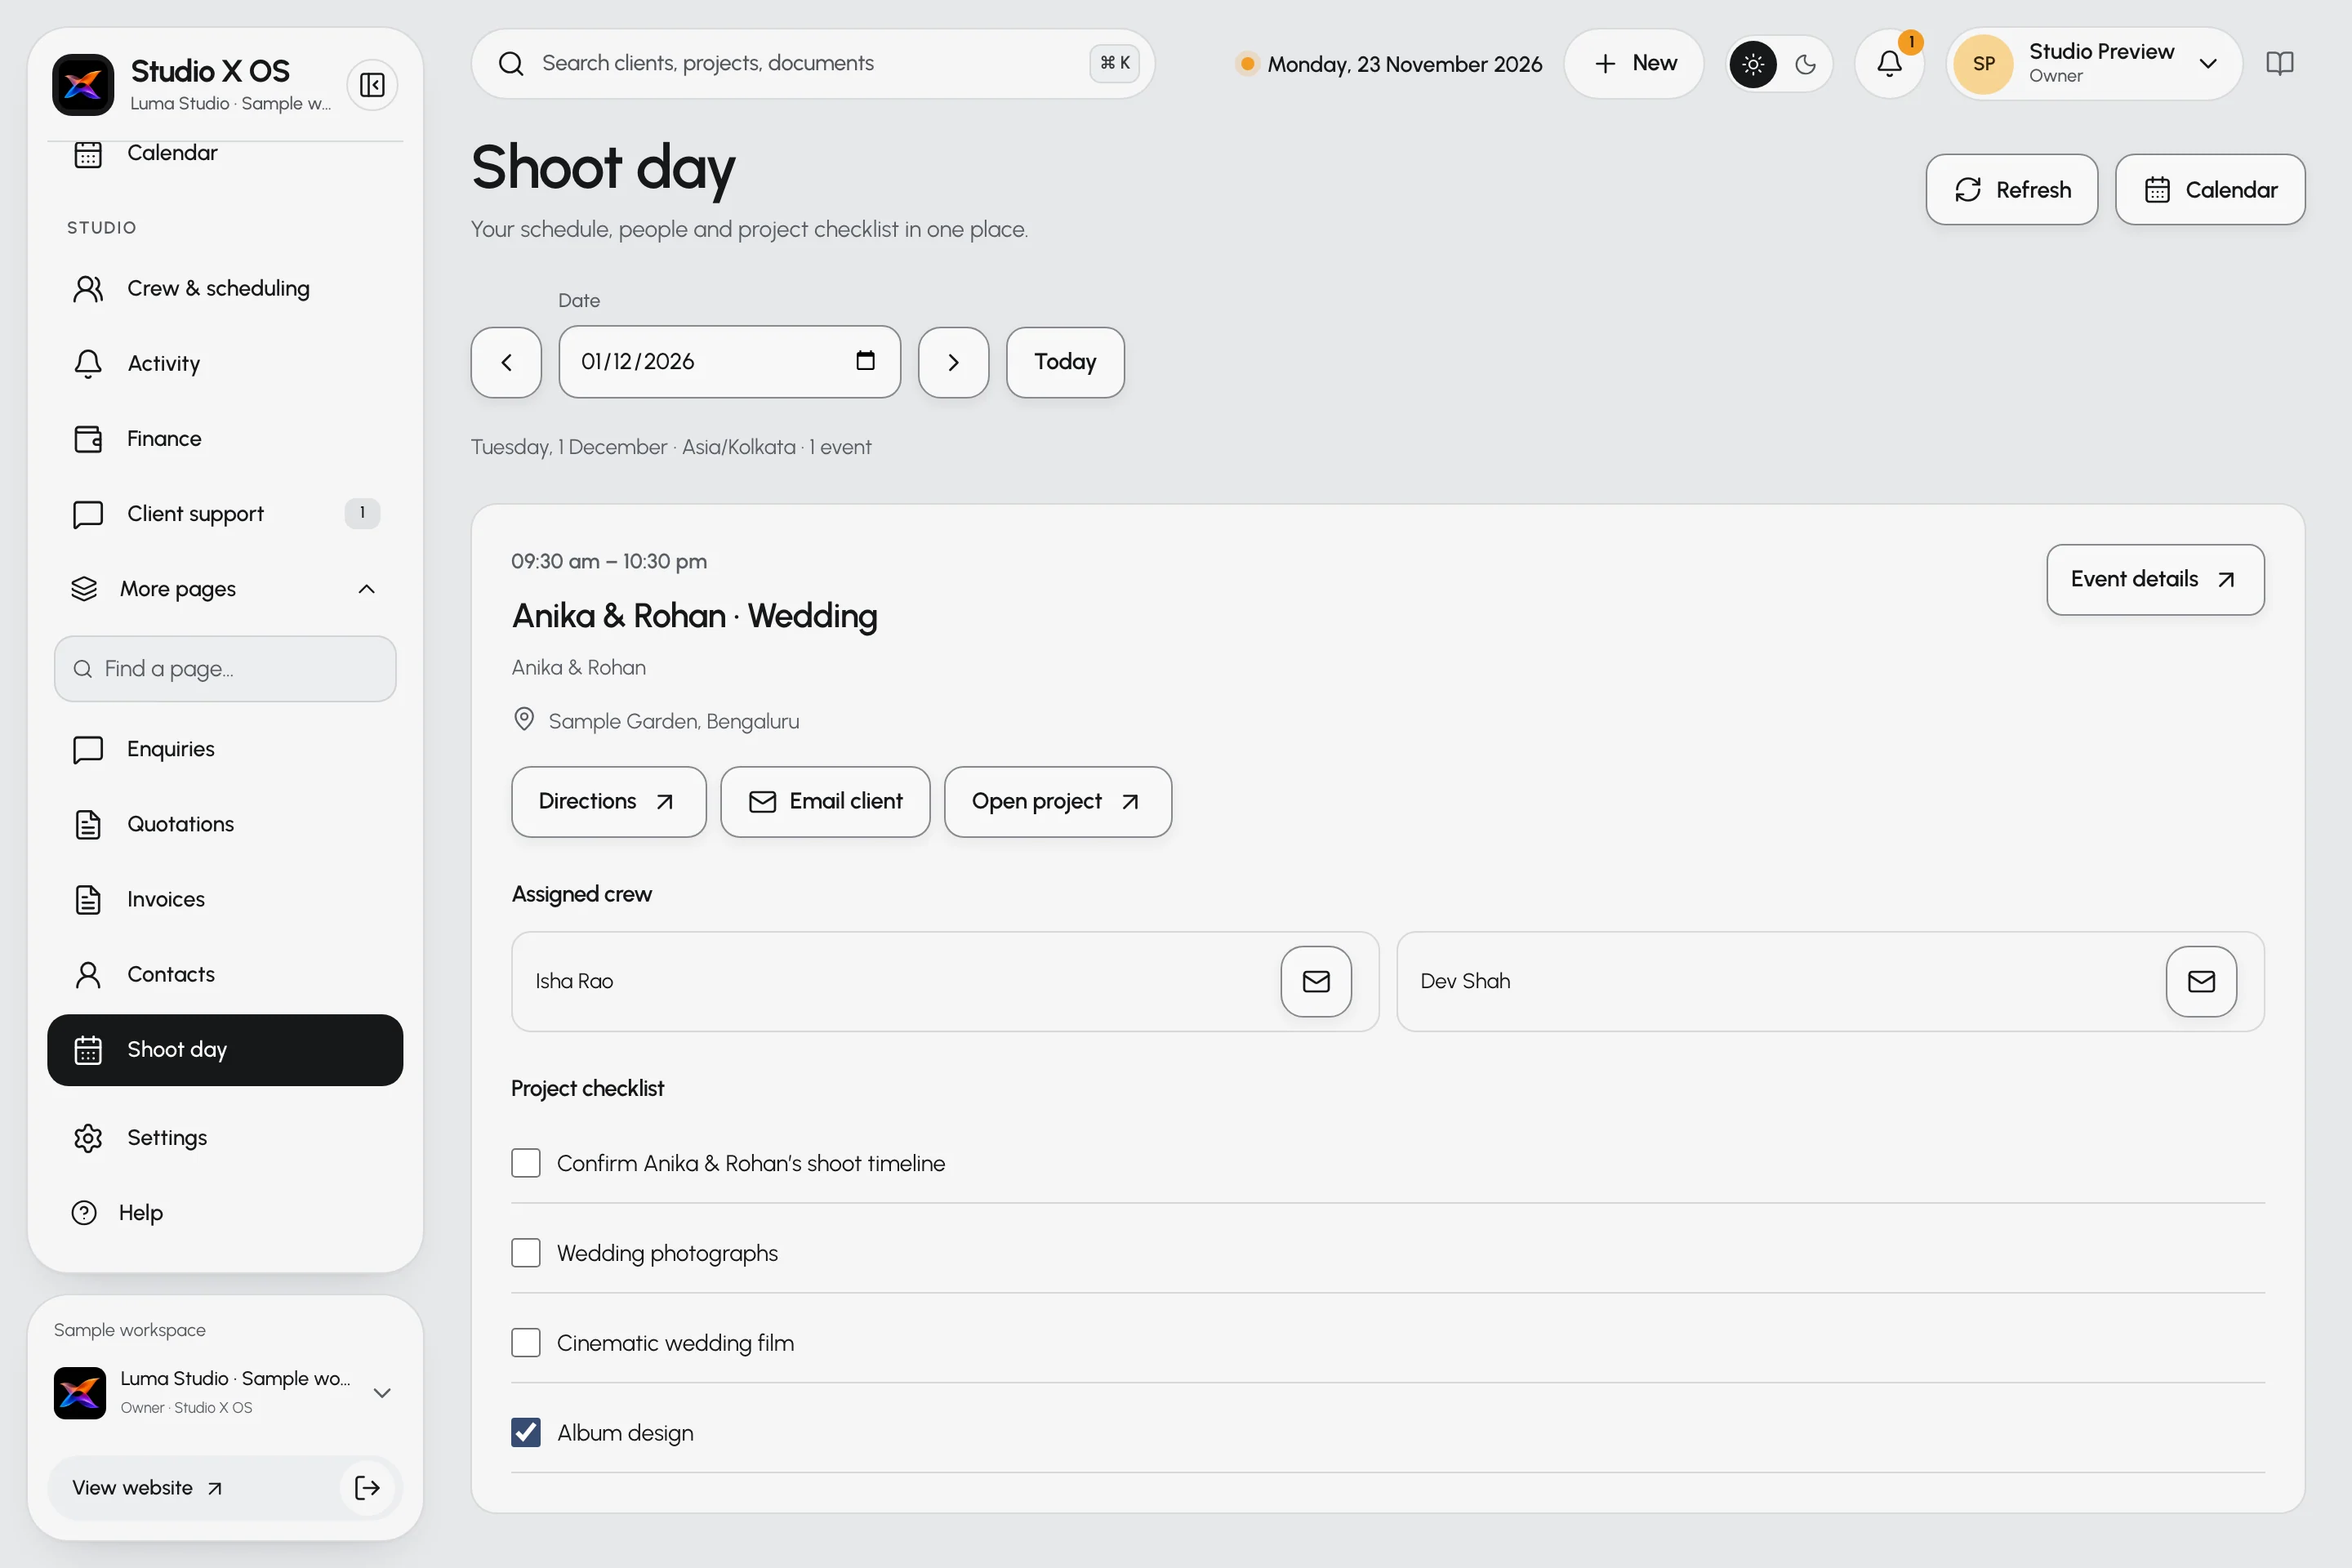 Studio X OS
Luma Studio · Sample w...
Calendar
STUDIO
Crew & scheduling
Activity
Finance
Client support 1
More pages
Find a page...
Enquiries
Quotations
Invoices
Contacts
Shoot day
Settings
Help
Sample workspace
Luma Studio · Sample wo...
Owner · Studio X OS
View website
Search clients, projects, documents ⌘ K
Monday, 23 November 2026
New
1
SP
Studio Preview
Owner
Shoot day
Your schedule, people and project checklist in one place.
Refresh
Calendar
Date
01/12/2026
Today
Tuesday, 1 December · Asia/Kolkata · 1 event
09:30 am – 10:30 pm
Event details
Anika & Rohan · Wedding
Anika & Rohan
Sample Garden, Bengaluru
Directions
Email client
Open project
Assigned crew
Isha Rao
Dev Shah
Project checklist
Confirm Anika & Rohan's shoot timeline
Wedding photographs
Cinematic wedding film
Album design